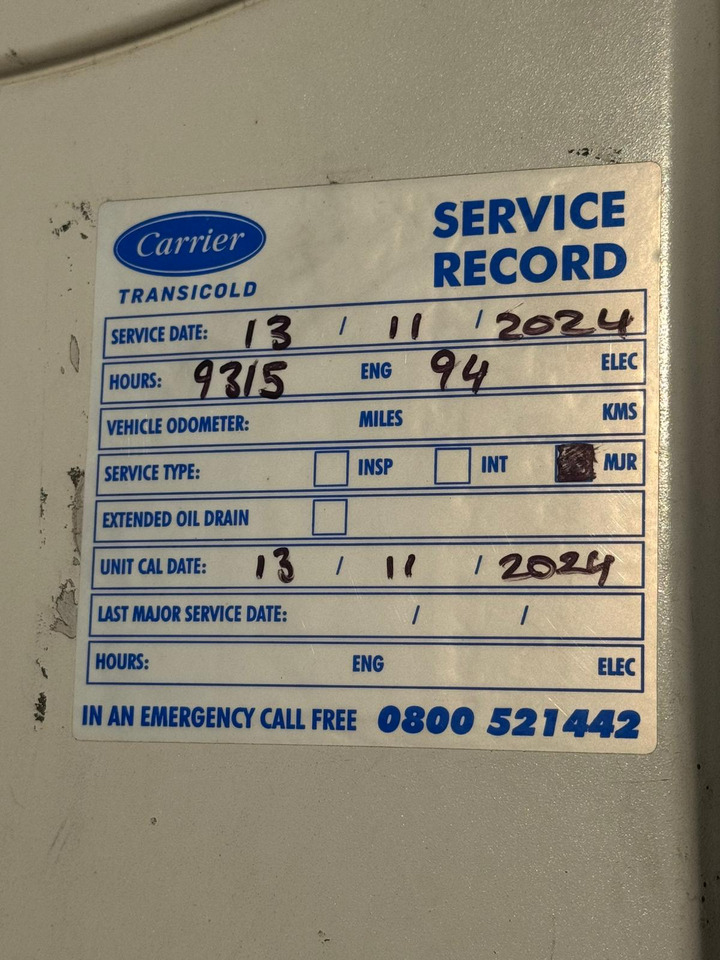 Carrier
TRANSICOLD
SERVICE
RECORD
SERVICE DATE: 13 / 11 / 2024
HOURS: 9315 ENG 94 ELEC
VEHICLE ODOMETER: MILES KMS
SERVICE TYPE: INSP INT MJR
EXTENDED OIL DRAIN
UNIT CAL DATE: 13 / 11 / 2024
LAST MAJOR SERVICE DATE: / /
HOURS: ENG ELEC
IN AN EMERGENCY CALL FREE 0800 521442